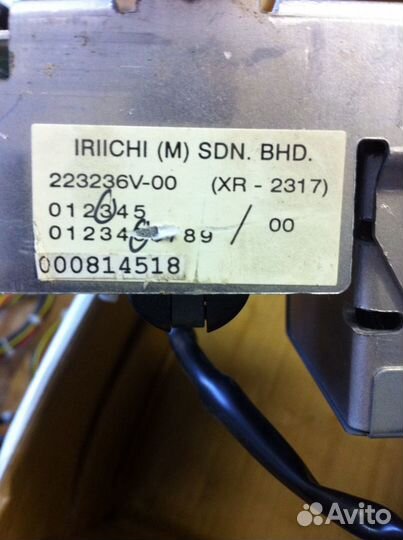 IRIICHI (M) SDN. BHD.
223236V-00 (XR - 2317)
012345
01234 789 / 00
000814518
Avito